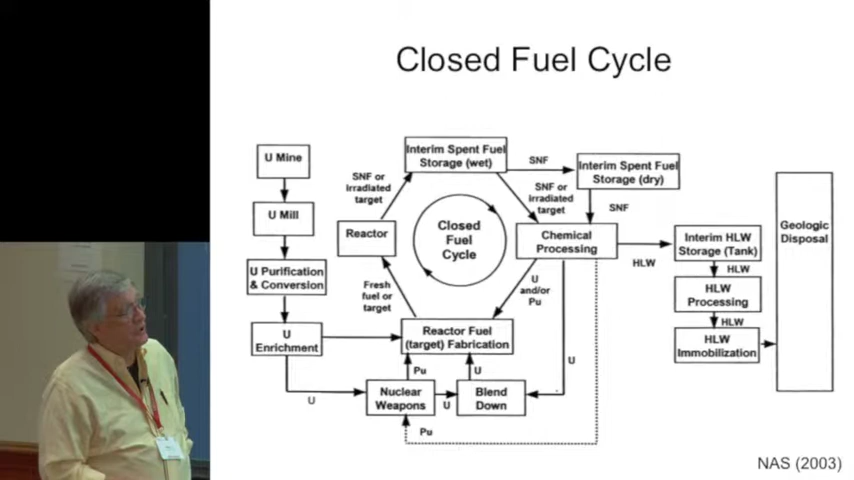 Closed Fuel Cycle
U Mine
U Mill
U Purification
& Conversion
U
Enrichment
U
Interim Spent Fuel
Storage (wet)
SNF
Interim Spent Fuel
Storage (dry)
SNF or
irradiated
target
SNF or
irradiated
target
SNF
Reactor
Closed
Fuel
Cycle
Chemical
Processing
HLW
Fresh
fuel or
target
U
and/or
Pu
Reactor Fuel
(target) Fabrication
Pu
U
U
Nuclear
Weapons
U
Blend
Down
Pu
Interim HLW
Storage (Tank)
HLW
HLW
Processing
HLW
HLW
Immobilization
Geologic
Disposal
NAS (2003)